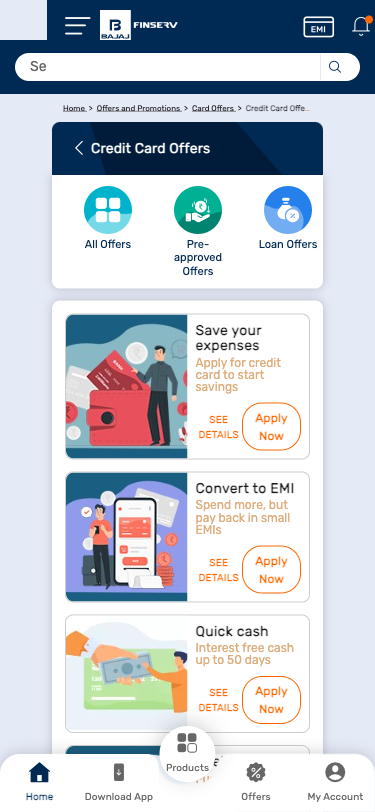 BAJAJ FINSERV
EMI
Se
Home > Offers and Promotions > Card Offers > Credit Card Offe...
Credit Card Offers
All Offers
Pre-
approved
Offers
Loan Offers
Save your
expenses
Apply for credit
card to start
savings
SEE
DETAILS
Apply
Now
Convert to EMI
Spend more, but
pay back in small
EMIs
SEE
DETAILS
Apply
Now
Quick cash
Interest free cash
up to 50 days
SEE
DETAILS
Apply
Now
Home
Download App
Products
Offers
My Account